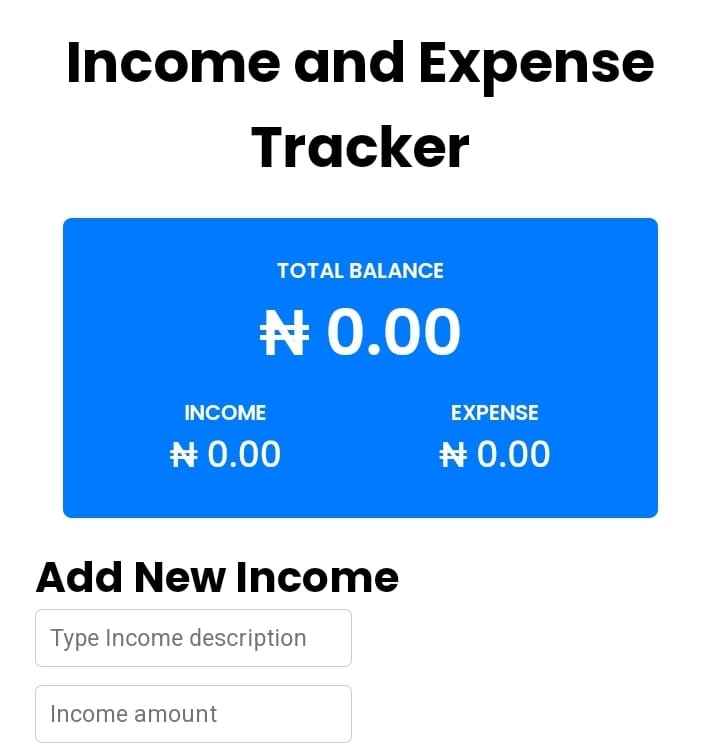 Income and Expense
Tracker
TOTAL BALANCE
₦ 0.00
INCOME
₦ 0.00
EXPENSE
₦ 0.00
Add New Income
Type Income description
Income amount